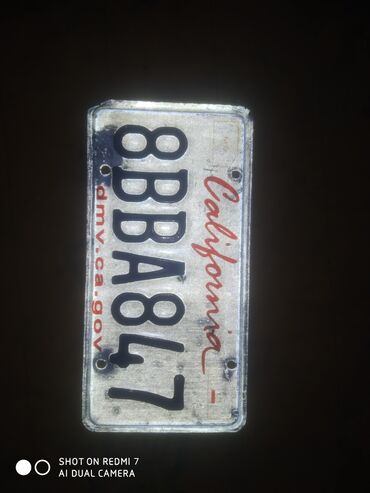 California
8BBA847
dmv.ca.gov
SHOT ON REDMI 7
AI DUAL CAMERA